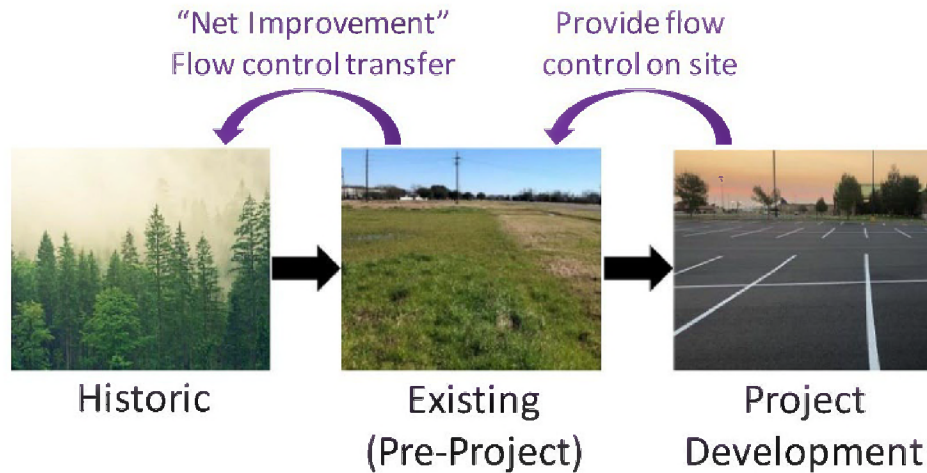 “Net Improvement”
Flow control transfer
Provide flow
control on site
Historic
Existing
(Pre-Project)
Project
Development